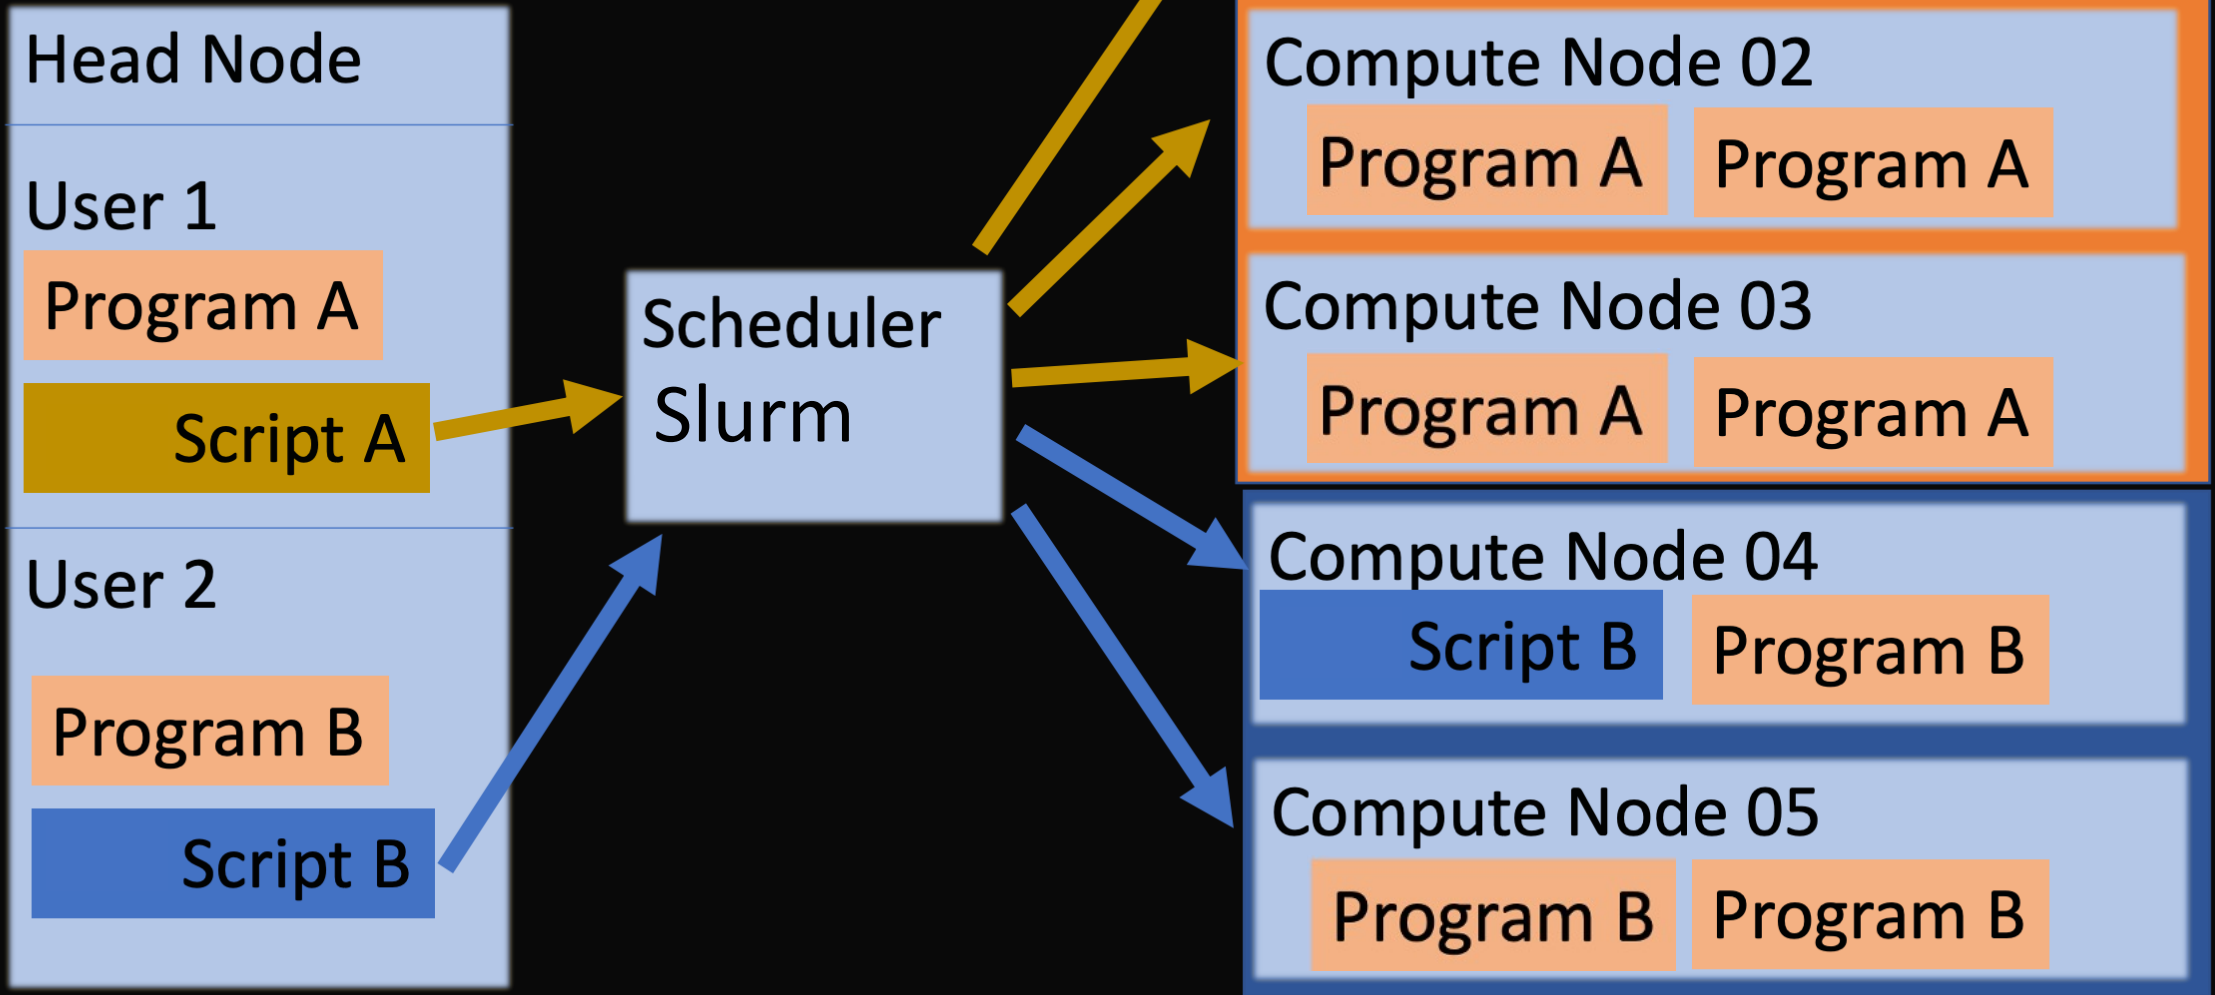 Head Node
User 1
Program A
Script A
User 2
Program B
Script B
Scheduler
Slurm
Compute Node 02
Program A Program A
Compute Node 03
Program A Program A
Compute Node 04
Script B Program B
Compute Node 05
Program B Program B